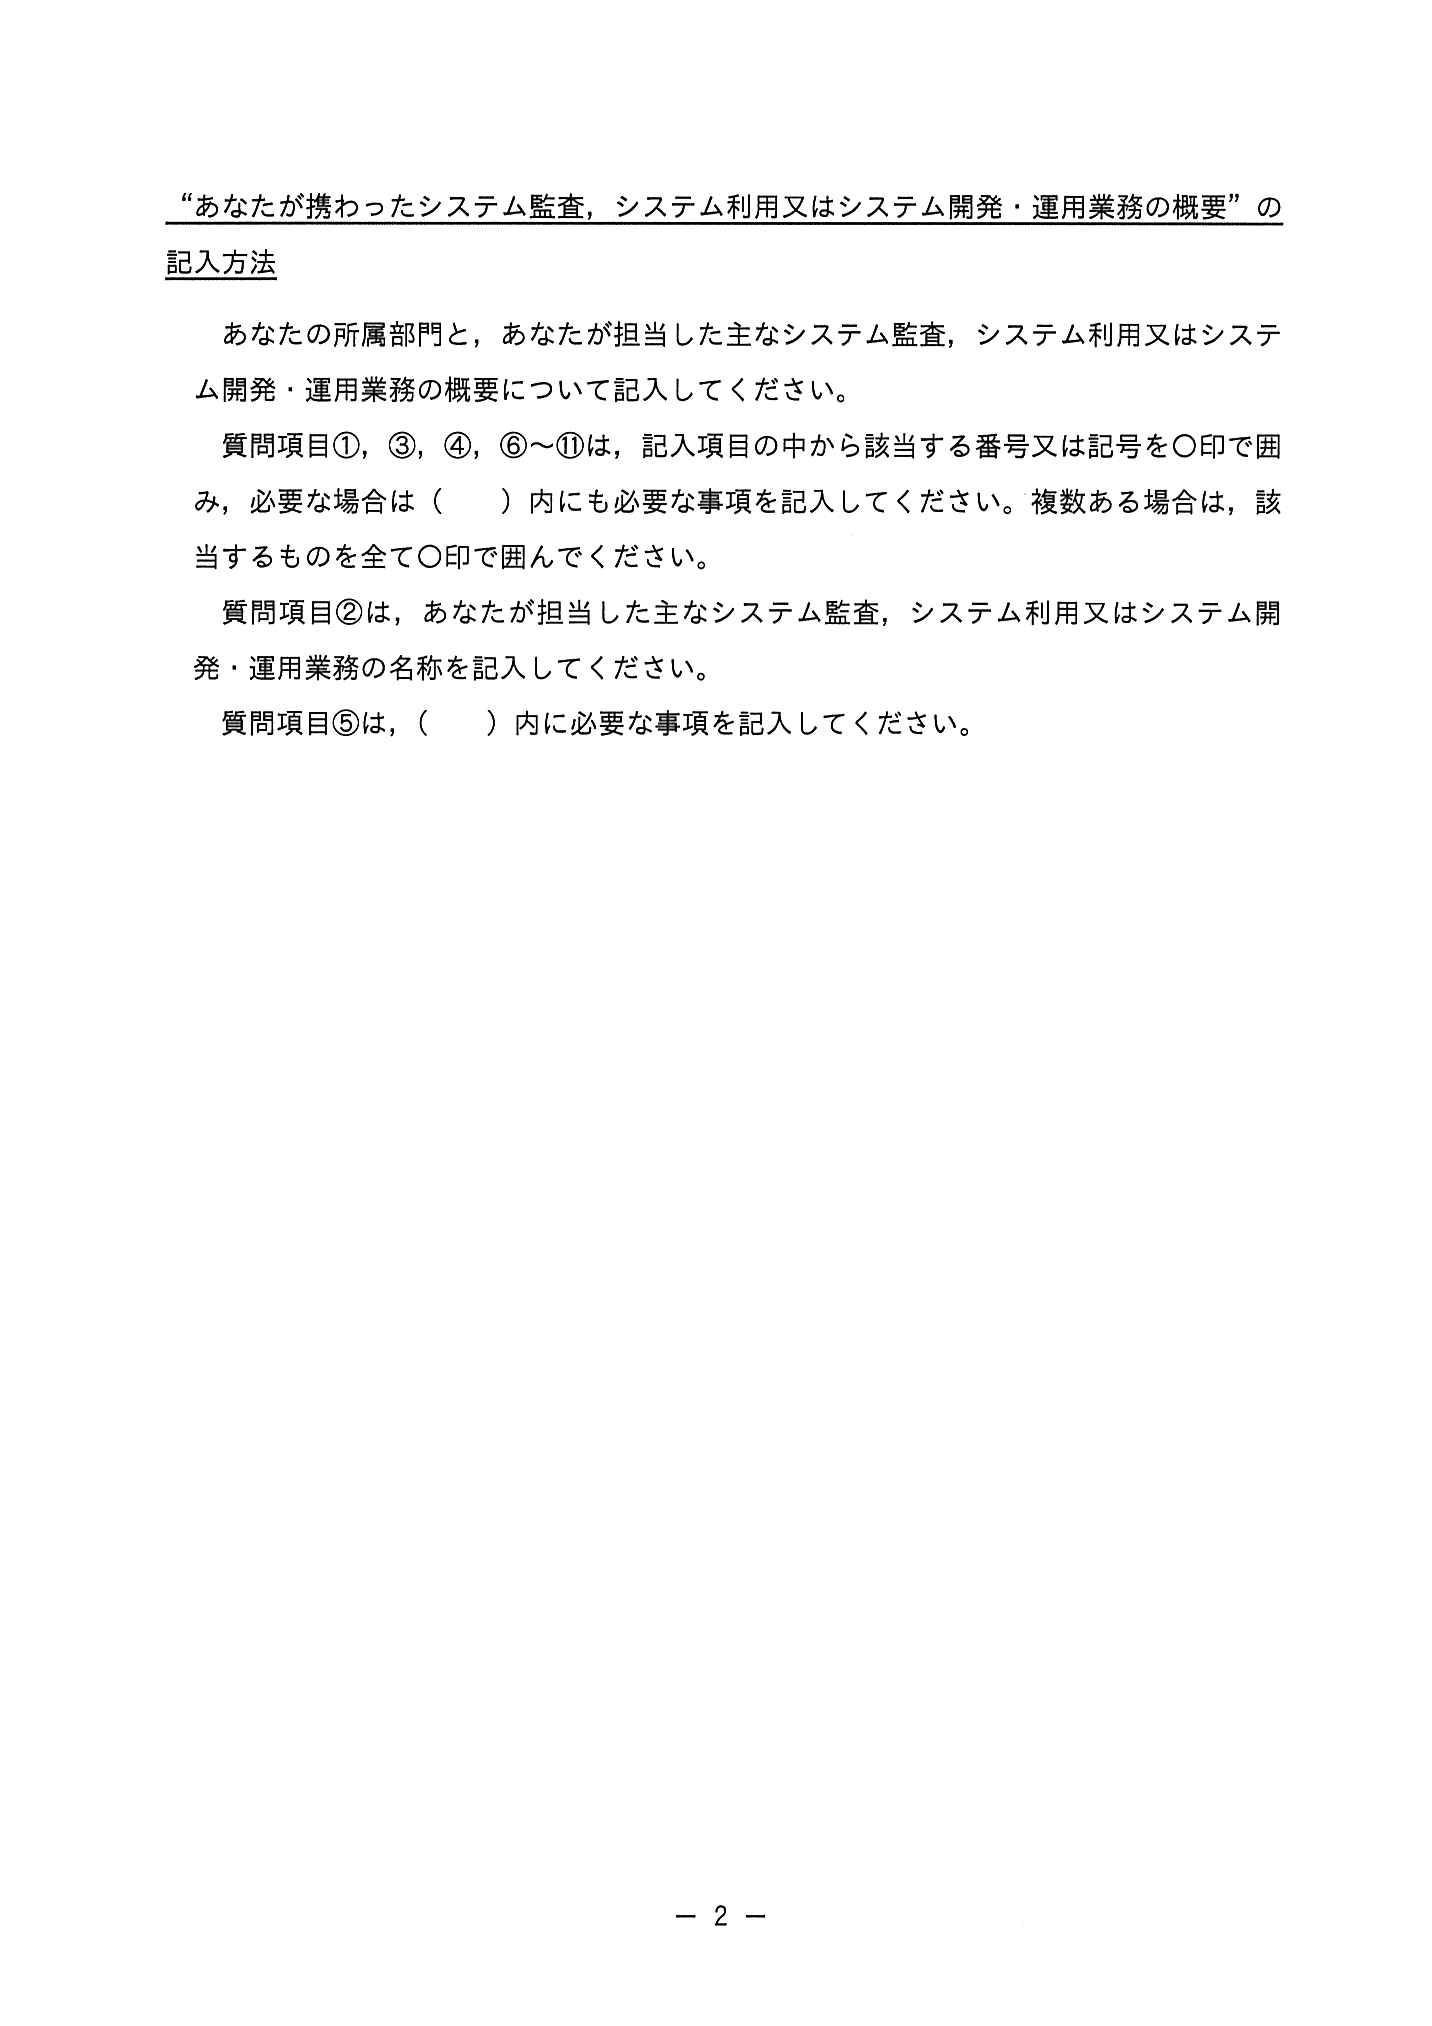 “あなたが携わったシステム監査，システム利用又はシステム開発・運用業務の概要”の
記入方法
あなたの所属部門と，あなたが担当した主なシステム監査，システム利用又はシステ
ム開発・運用業務の概要について記入してください。
質問項目①，③，④，⑥～⑪は，記入項目の中から該当する番号又は記号を〇印で囲
み，必要な場合は（　　）内にも必要な事項を記入してください。複数ある場合は，該
当するものを全て〇印で囲んでください。
質問項目②は，あなたが担当した主なシステム監査，システム利用又はシステム開
発・運用業務の名称を記入してください。
質問項目⑤は，（　　）内に必要な事項を記入してください。
－ 2 －